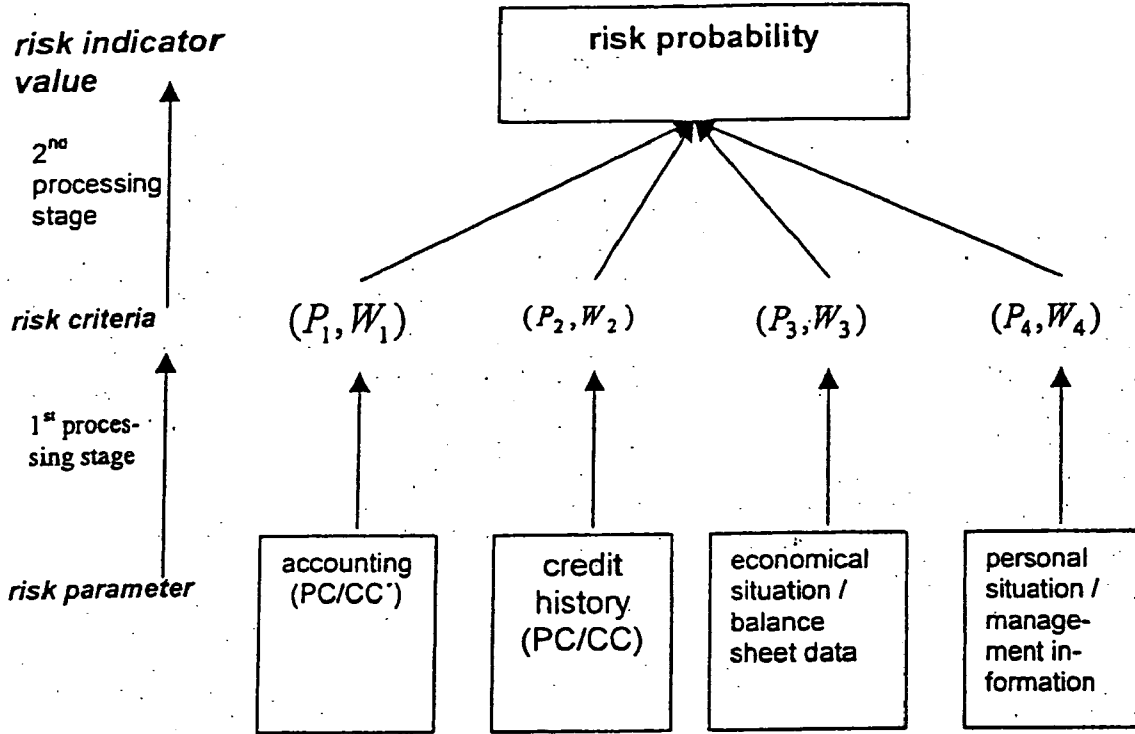 risk indicator
value
risk probability
2nd
processing
stage
risk criteria
(P1, W1)
(P2, W2)
(P3, W3)
(P4, W4)
1st proces-
sing stage
risk parameter
accounting
(PC/CC*)
credit
history
(PC/CC)
economical
situation /
balance
sheet data
personal
situation /
manage-
ment in-
formation